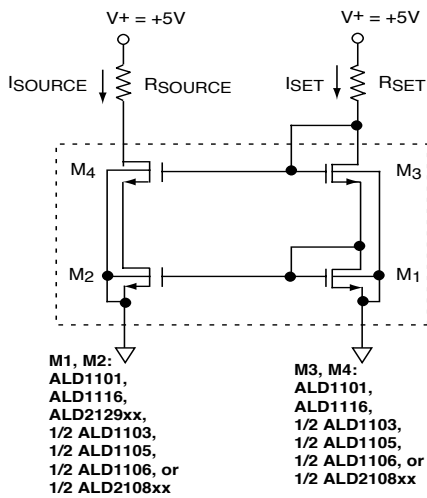 V+ = +5V
V+ = +5V
ISOURCE
RSOURCE
ISET
RSET
M4
M3
M2
M1
M1, M2:
ALD1101,
ALD1116,
ALD2129xx,
1/2 ALD1103,
1/2 ALD1105,
1/2 ALD1106, or
1/2 ALD2108xx
M3, M4:
ALD1101,
ALD1116,
1/2 ALD1103,
1/2 ALD1105,
1/2 ALD1106, or
1/2 ALD2108xx